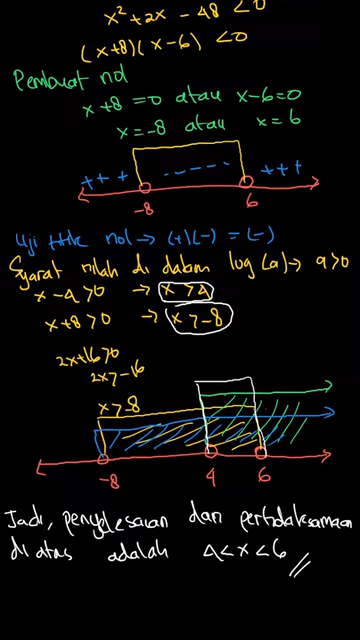 x² + 2x - 48 < 0
(x+8)(x-6) < 0
Pembuat nol
x+8 = 0 atau x-6=0
x = -8 atau x = 6
+++ ----- +++
-8 6
Uji titik nol → (+)(-) = (-)
Syarat nilai di dalam log(a) → a>0
x-4>0 → x>4
x+8>0 → x>-8
2x+16>0
2x>-16
x>-8
-8 4 6
Jadi, penyelesaian dari pertidaksamaan
di atas adalah 4<x<6